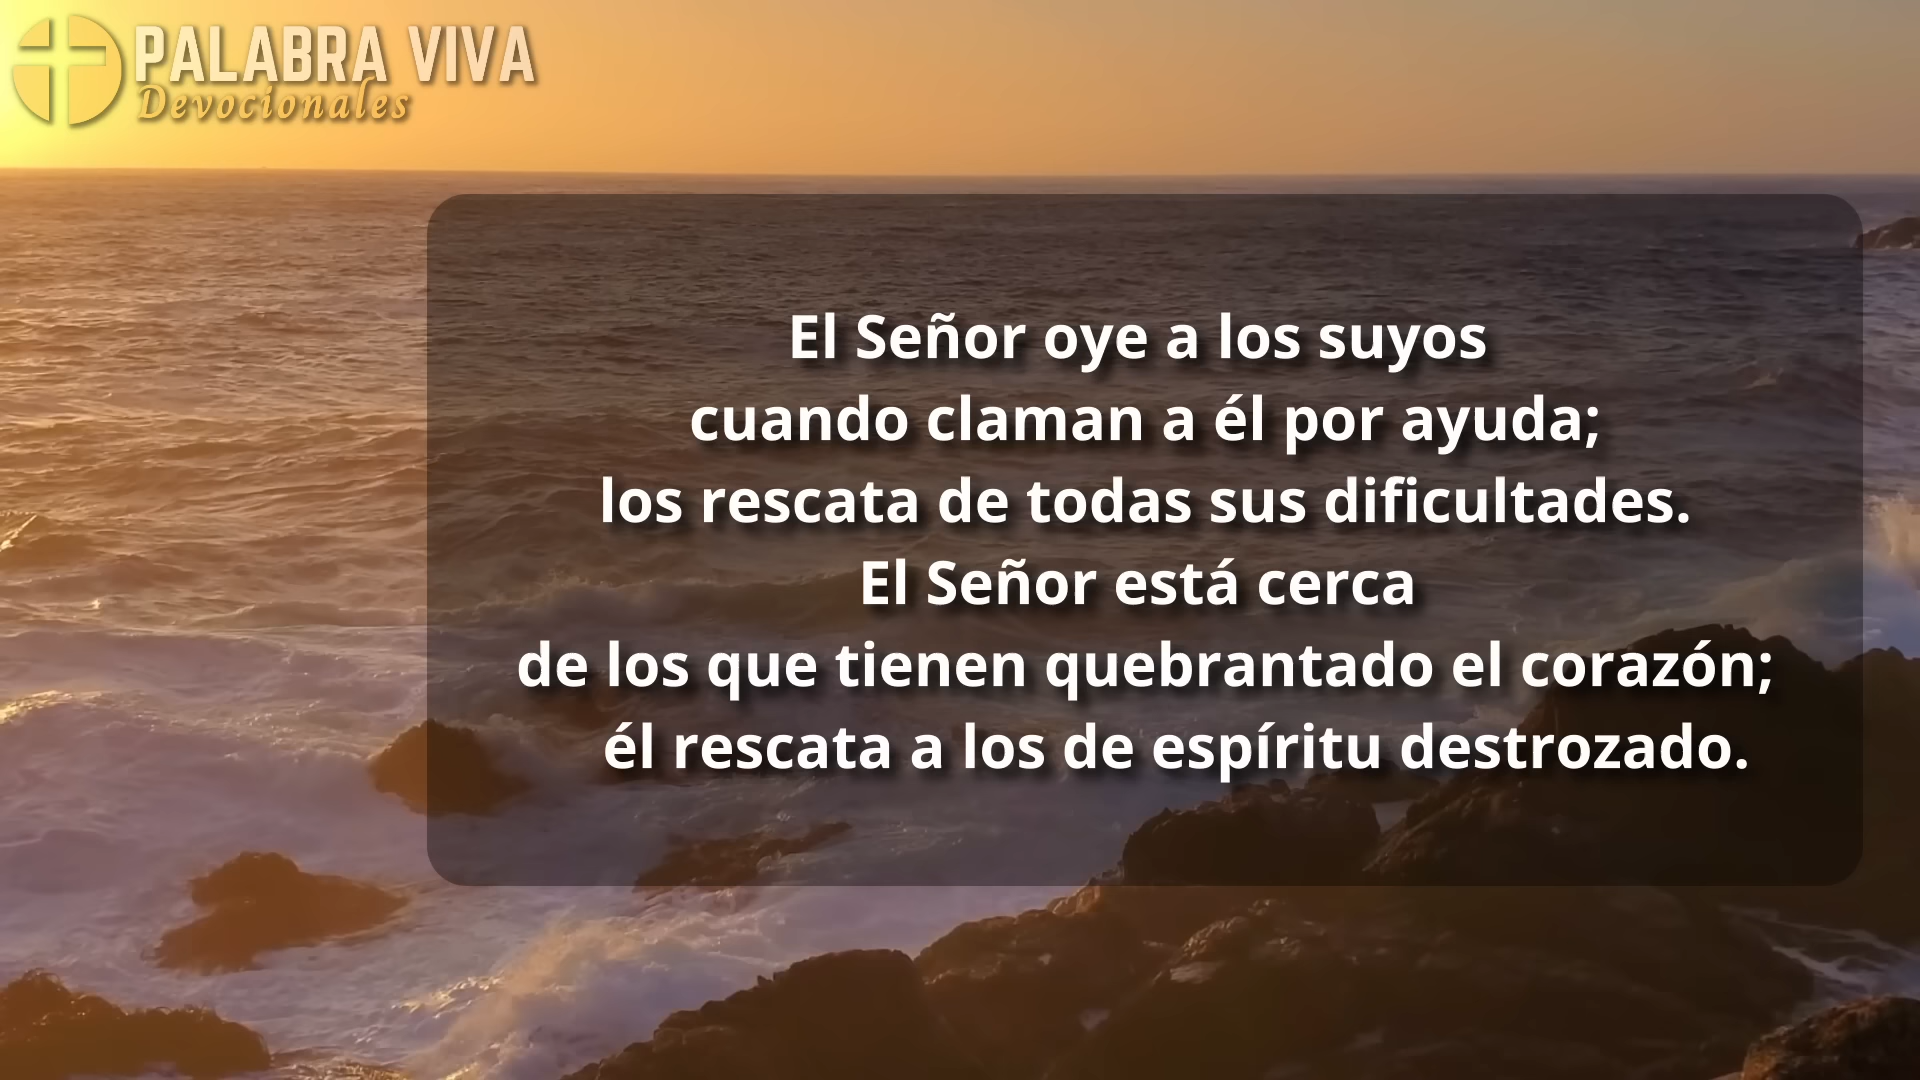 PALABRA VIVA
Devocionales
El Señor oye a los suyos
cuando claman a él por ayuda;
los rescata de todas sus dificultades.
El Señor está cerca
de los que tienen quebrantado el corazón;
él rescata a los de espíritu destrozado.